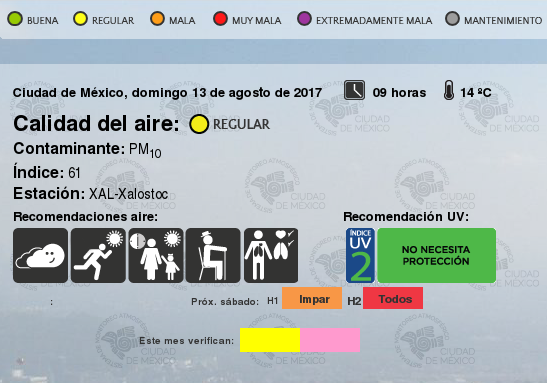 BUENA REGULAR MALA MUY MALA EXTREMADAMENTE MALA MANTENIMIENTO
Ciudad de México, domingo 13 de agosto de 2017 09 horas 14 ºC
Calidad del aire: REGULAR
Contaminante: PM10
Índice: 61
Estación: XAL-Xalostoc
Recomendaciones aire: Recomendación UV:
ÍNDICE
UV
2
NO NECESITA
PROTECCIÓN
: Próx. sábado: H1 Impar H2 Todos
Este mes verifican:
CIUDAD
DE MÉXICO